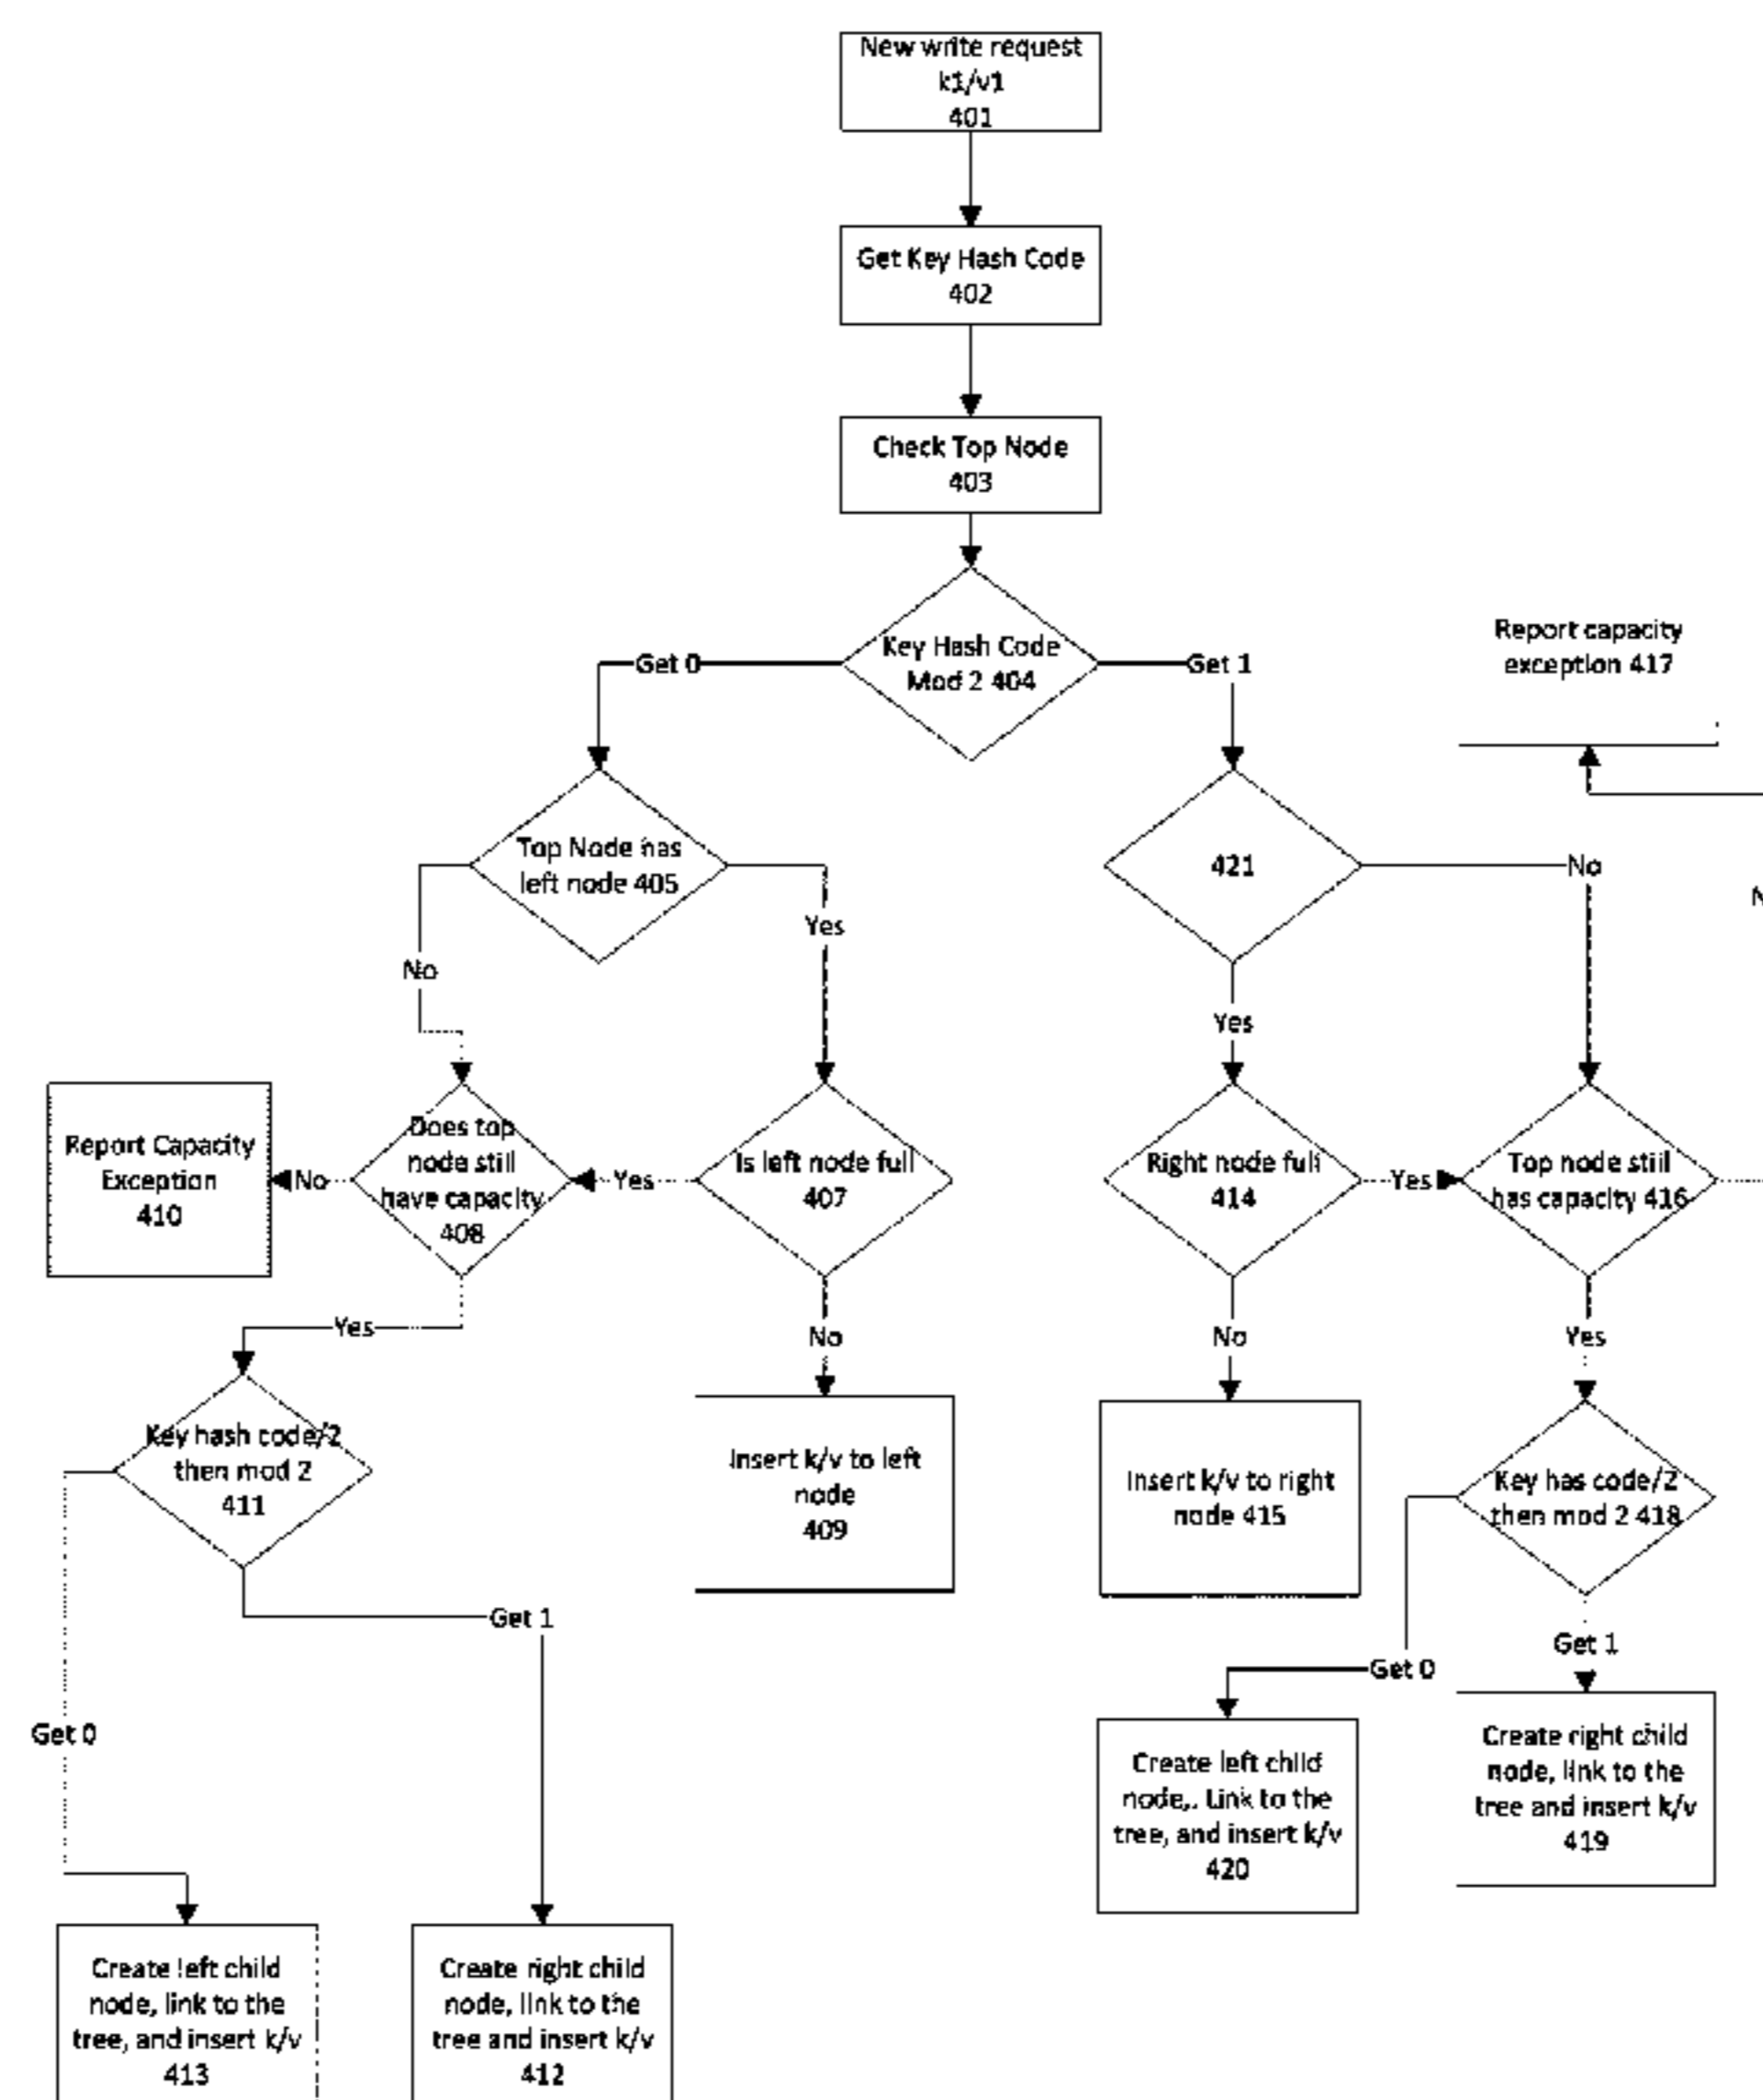 New write request
k1/v1
401
Get Key Hash Code
402
Check Top Node
403
Key Hash Code
Mod 2 404
Get 0
Get 1
Report capacity
exception 417
Top Node has
left node 405
421
No
Yes
No
Yes
Report Capacity
Exception
410
No
Does top
node still
have capacity
408
Yes
Is left node full
407
Right node full
414
Yes
Top node still
has capacity 416
Yes
No
No
Yes
Key hash code/2
then mod 2
411
Insert k/v to left
node
409
Insert k/v to right
node 415
Key has code/2
then mod 2 418
Get 1
Get 0
Get 1
Get 0
Create left child
node,. Link to the
tree, and insert k/v
420
Create right child
node, link to the
tree and insert k/v
419
Create left child
node, link to the
tree, and insert k/v
413
Create right child
node, link to the
tree and insert k/v
412